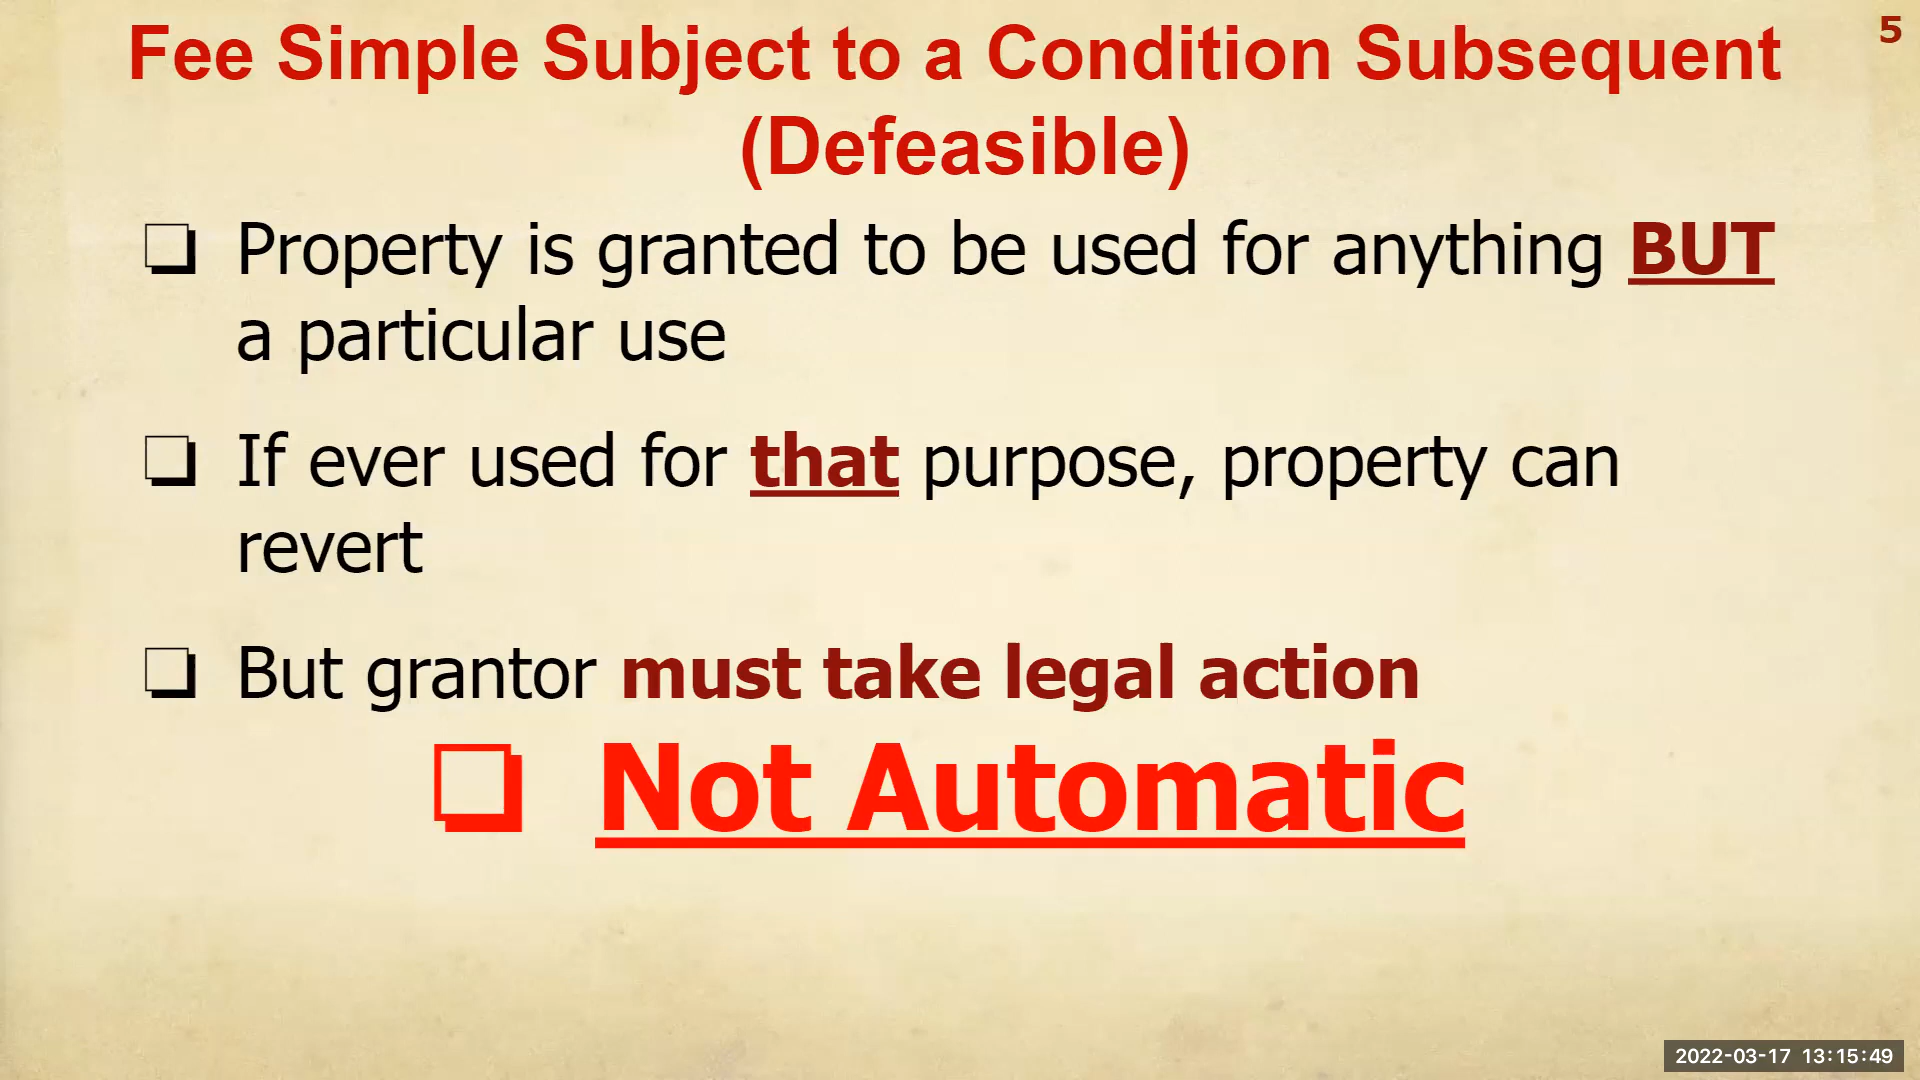 5
Fee Simple Subject to a Condition Subsequent
(Defeasible)
❏ Property is granted to be used for anything BUT
a particular use
❏ If ever used for that purpose, property can
revert
❏ But grantor must take legal action
❏ Not Automatic
2022-03-17 13:15:49